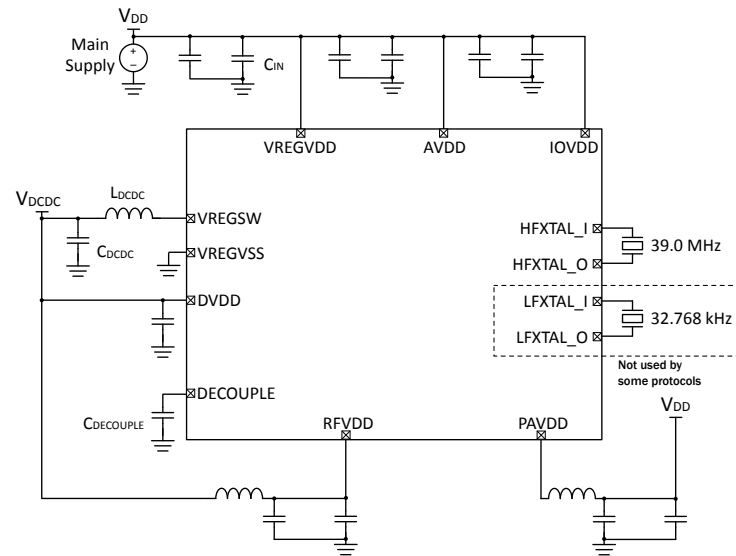 VDD
Main
Supply
+
−
CIN
VREGVDD
AVDD
IOVDD
VDCDC
LDCDC
VREGSW
CDCDC
VREGVSS
DVDD
DECOUPLE
CDECOUPLE
HFXTAL_I
HFXTAL_O
39.0 MHz
LFXTAL_I
LFXTAL_O
32.768 kHz
Not used by
some protocols
RFVDD
PAVDD
VDD